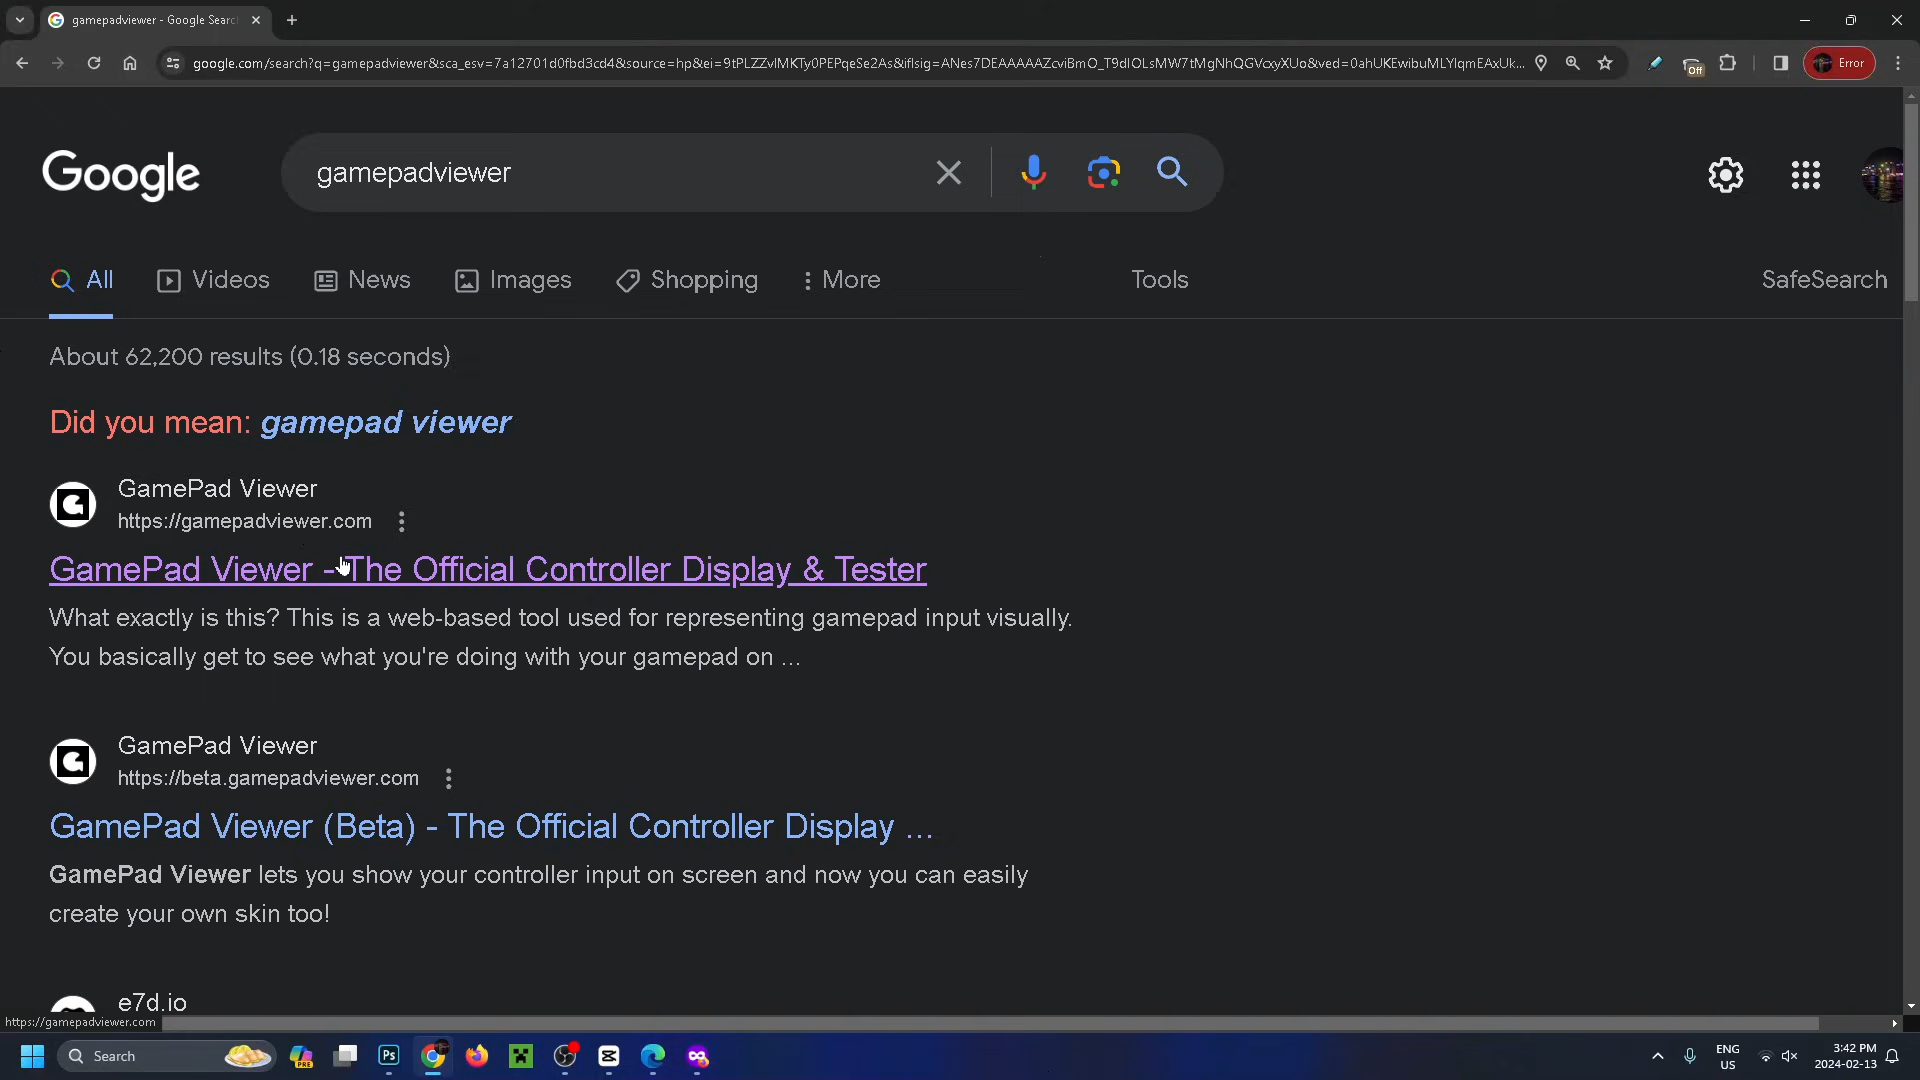 gamepadviewer - Google Searc
google.com/search?q=gamepadviewer&sca_esv=7a12701d0fbd3cd4&source=hp&ei=9tPLZZvIMKTy0PEPqeSe2As&iflsig=ANes7DEAAAAAZcviBmO_T9dIOLsMW7tMgNhQGVcxyXUo&ved=0ahUKEwibuMLYlqmEAxUk...
Off
Error
Google
gamepadviewer
All
Videos
News
Images
Shopping
More
Tools
SafeSearch
About 62,200 results (0.18 seconds)
Did you mean: gamepad viewer
GamePad Viewer
https://gamepadviewer.com
GamePad Viewer - The Official Controller Display & Tester
What exactly is this? This is a web-based tool used for representing gamepad input visually.
You basically get to see what you're doing with your gamepad on ...
GamePad Viewer
https://beta.gamepadviewer.com
GamePad Viewer (Beta) - The Official Controller Display ...
GamePad Viewer lets you show your controller input on screen and now you can easily
create your own skin too!
e7d.io
https://gamepadviewer.com
Search
PRE
Ps
ENG
US
3:42 PM
2024-02-13